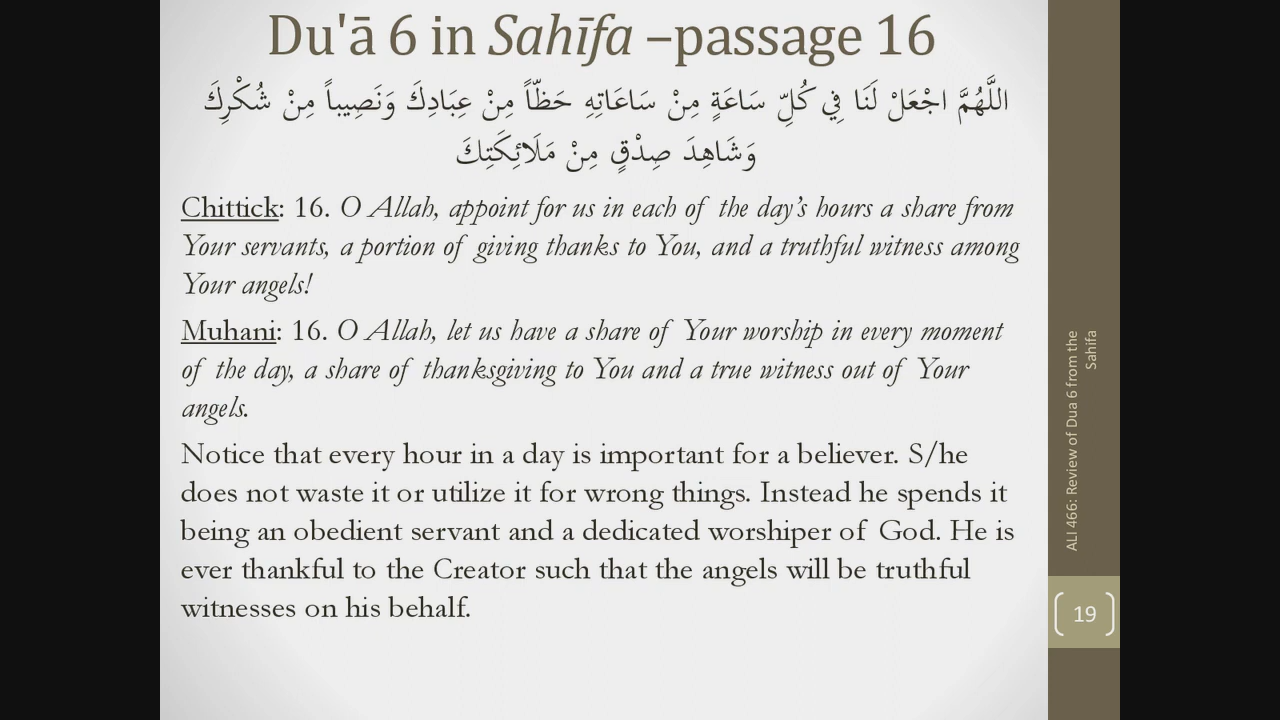 Du'ā 6 in Sahīfa –passage 16
اللَّهُمَّ اجْعَلْ لَنَا فِي كُلِّ سَاعَةٍ مِنْ سَاعَاتِهِ حَظّاً مِنْ عِبَادِكَ وَنَصِيباً مِنْ شُكْرِكَ
وَشَاهِدَ صِدْقٍ مِنْ مَلَائِكَتِكَ
Chittick: 16. O Allah, appoint for us in each of the day’s hours a share from
Your servants, a portion of giving thanks to You, and a truthful witness among
Your angels!
Muhani: 16. O Allah, let us have a share of Your worship in every moment
of the day, a share of thanksgiving to You and a true witness out of Your
angels.
Notice that every hour in a day is important for a believer. S/he
does not waste it or utilize it for wrong things. Instead he spends it
being an obedient servant and a dedicated worshiper of God. He is
ever thankful to the Creator such that the angels will be truthful
witnesses on his behalf.
ALI 466: Review of Dua 6 from the
Sahifa
19